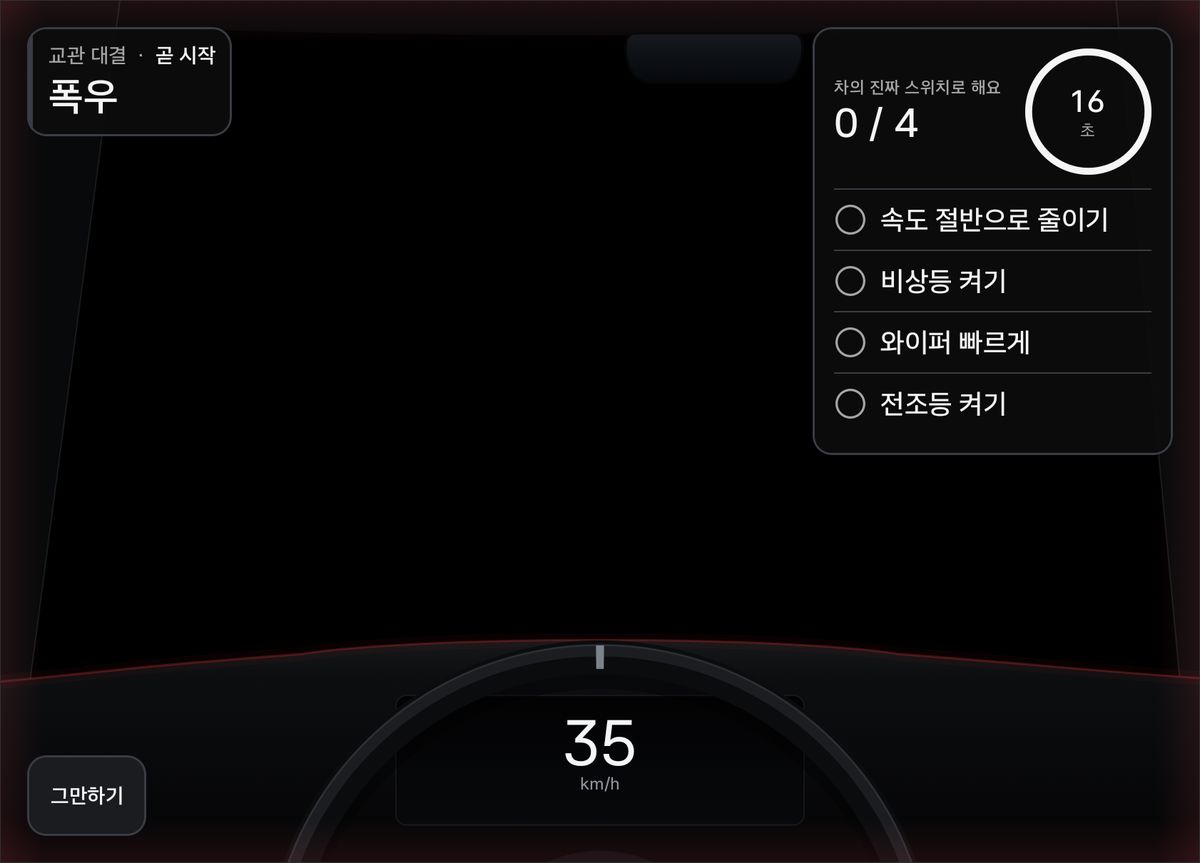 교관 대결 · 곧 시작
폭우
차의 진짜 스위치로 해요
0 / 4
16
초
속도 절반으로 줄이기
비상등 켜기
와이퍼 빠르게
전조등 켜기
35
km/h
그만하기